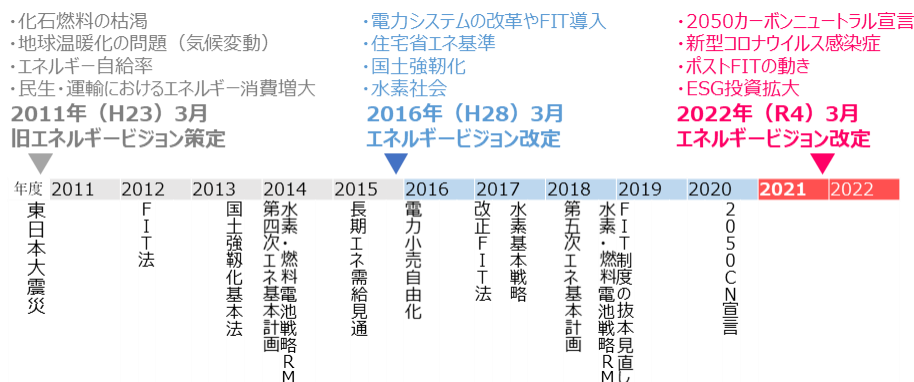 ・化石燃料の枯渇
・地球温暖化の問題（気候変動）
・エネルギー自給率
・民生・運輸におけるエネルギー消費増大
2011年（H23）3月
旧エネルギービジョン策定
・電力システムの改革やFIT導入
・住宅省エネ基準
・国土強靭化
・水素社会
2016年（H28）3月
エネルギービジョン改定
・2050カーボンニュートラル宣言
・新型コロナウイルス感染症
・ポストFITの動き
・ESG投資拡大
2022年（R4）3月
エネルギービジョン改定
年度 2011 2012 2013 2014 2015 2016 2017 2018 2019 2020 2021 2022
東日本大震災
FIT法
国土強靱化基本法
第四次エネ基本計画
水素・燃料電池戦略RM
長期エネ需給見通
電力小売自由化
改正FIT法
水素基本戦略
第五次エネ基本計画
水素・燃料電池戦略RM
FIT制度の抜本見直し
2050CN宣言